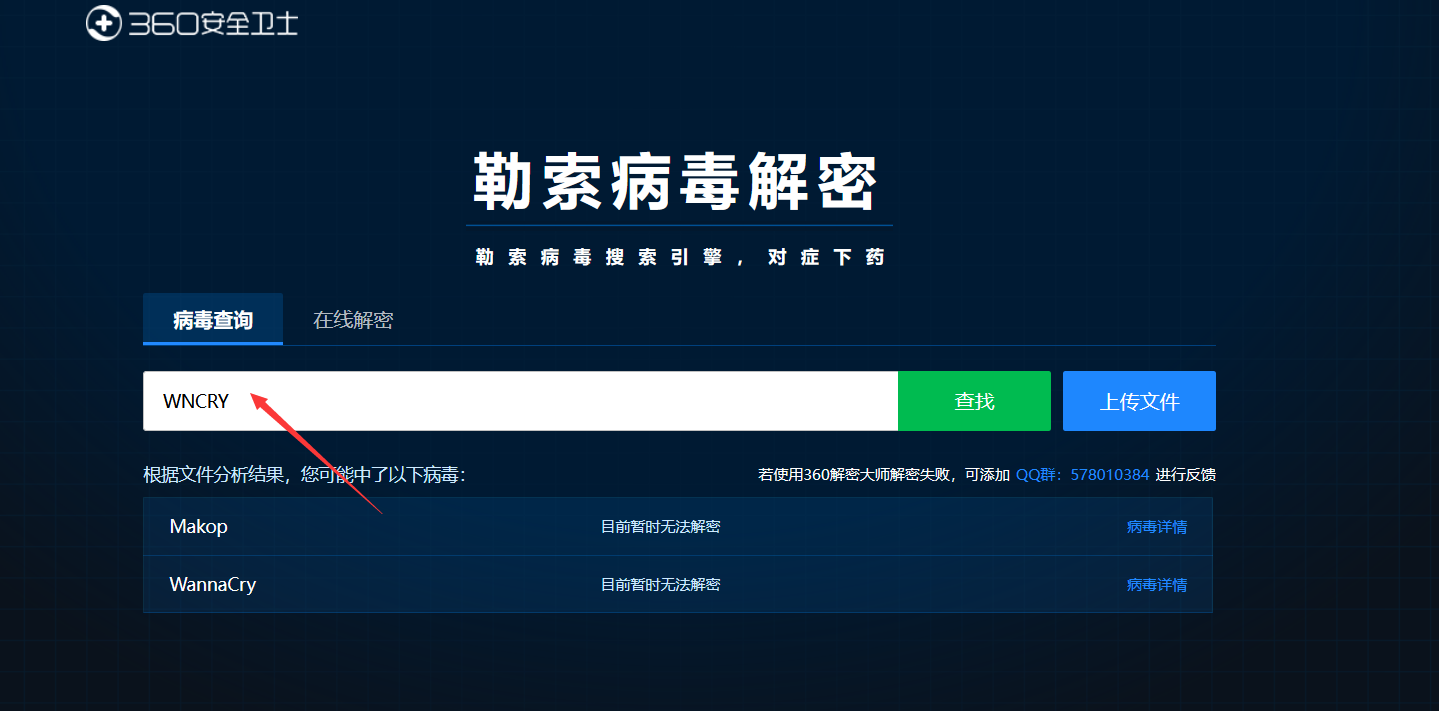 360安全卫士
勒索病毒解密
勒索病毒搜索引擎，对症下药
病毒查询 在线解密
WNCRY 查找 上传文件
根据文件分析结果，您可能中了以下病毒： 若使用360解密大师解密失败，可添加 QQ群：578010384 进行反馈
Makop 目前暂时无法解密 病毒详情
WannaCry 目前暂时无法解密 病毒详情